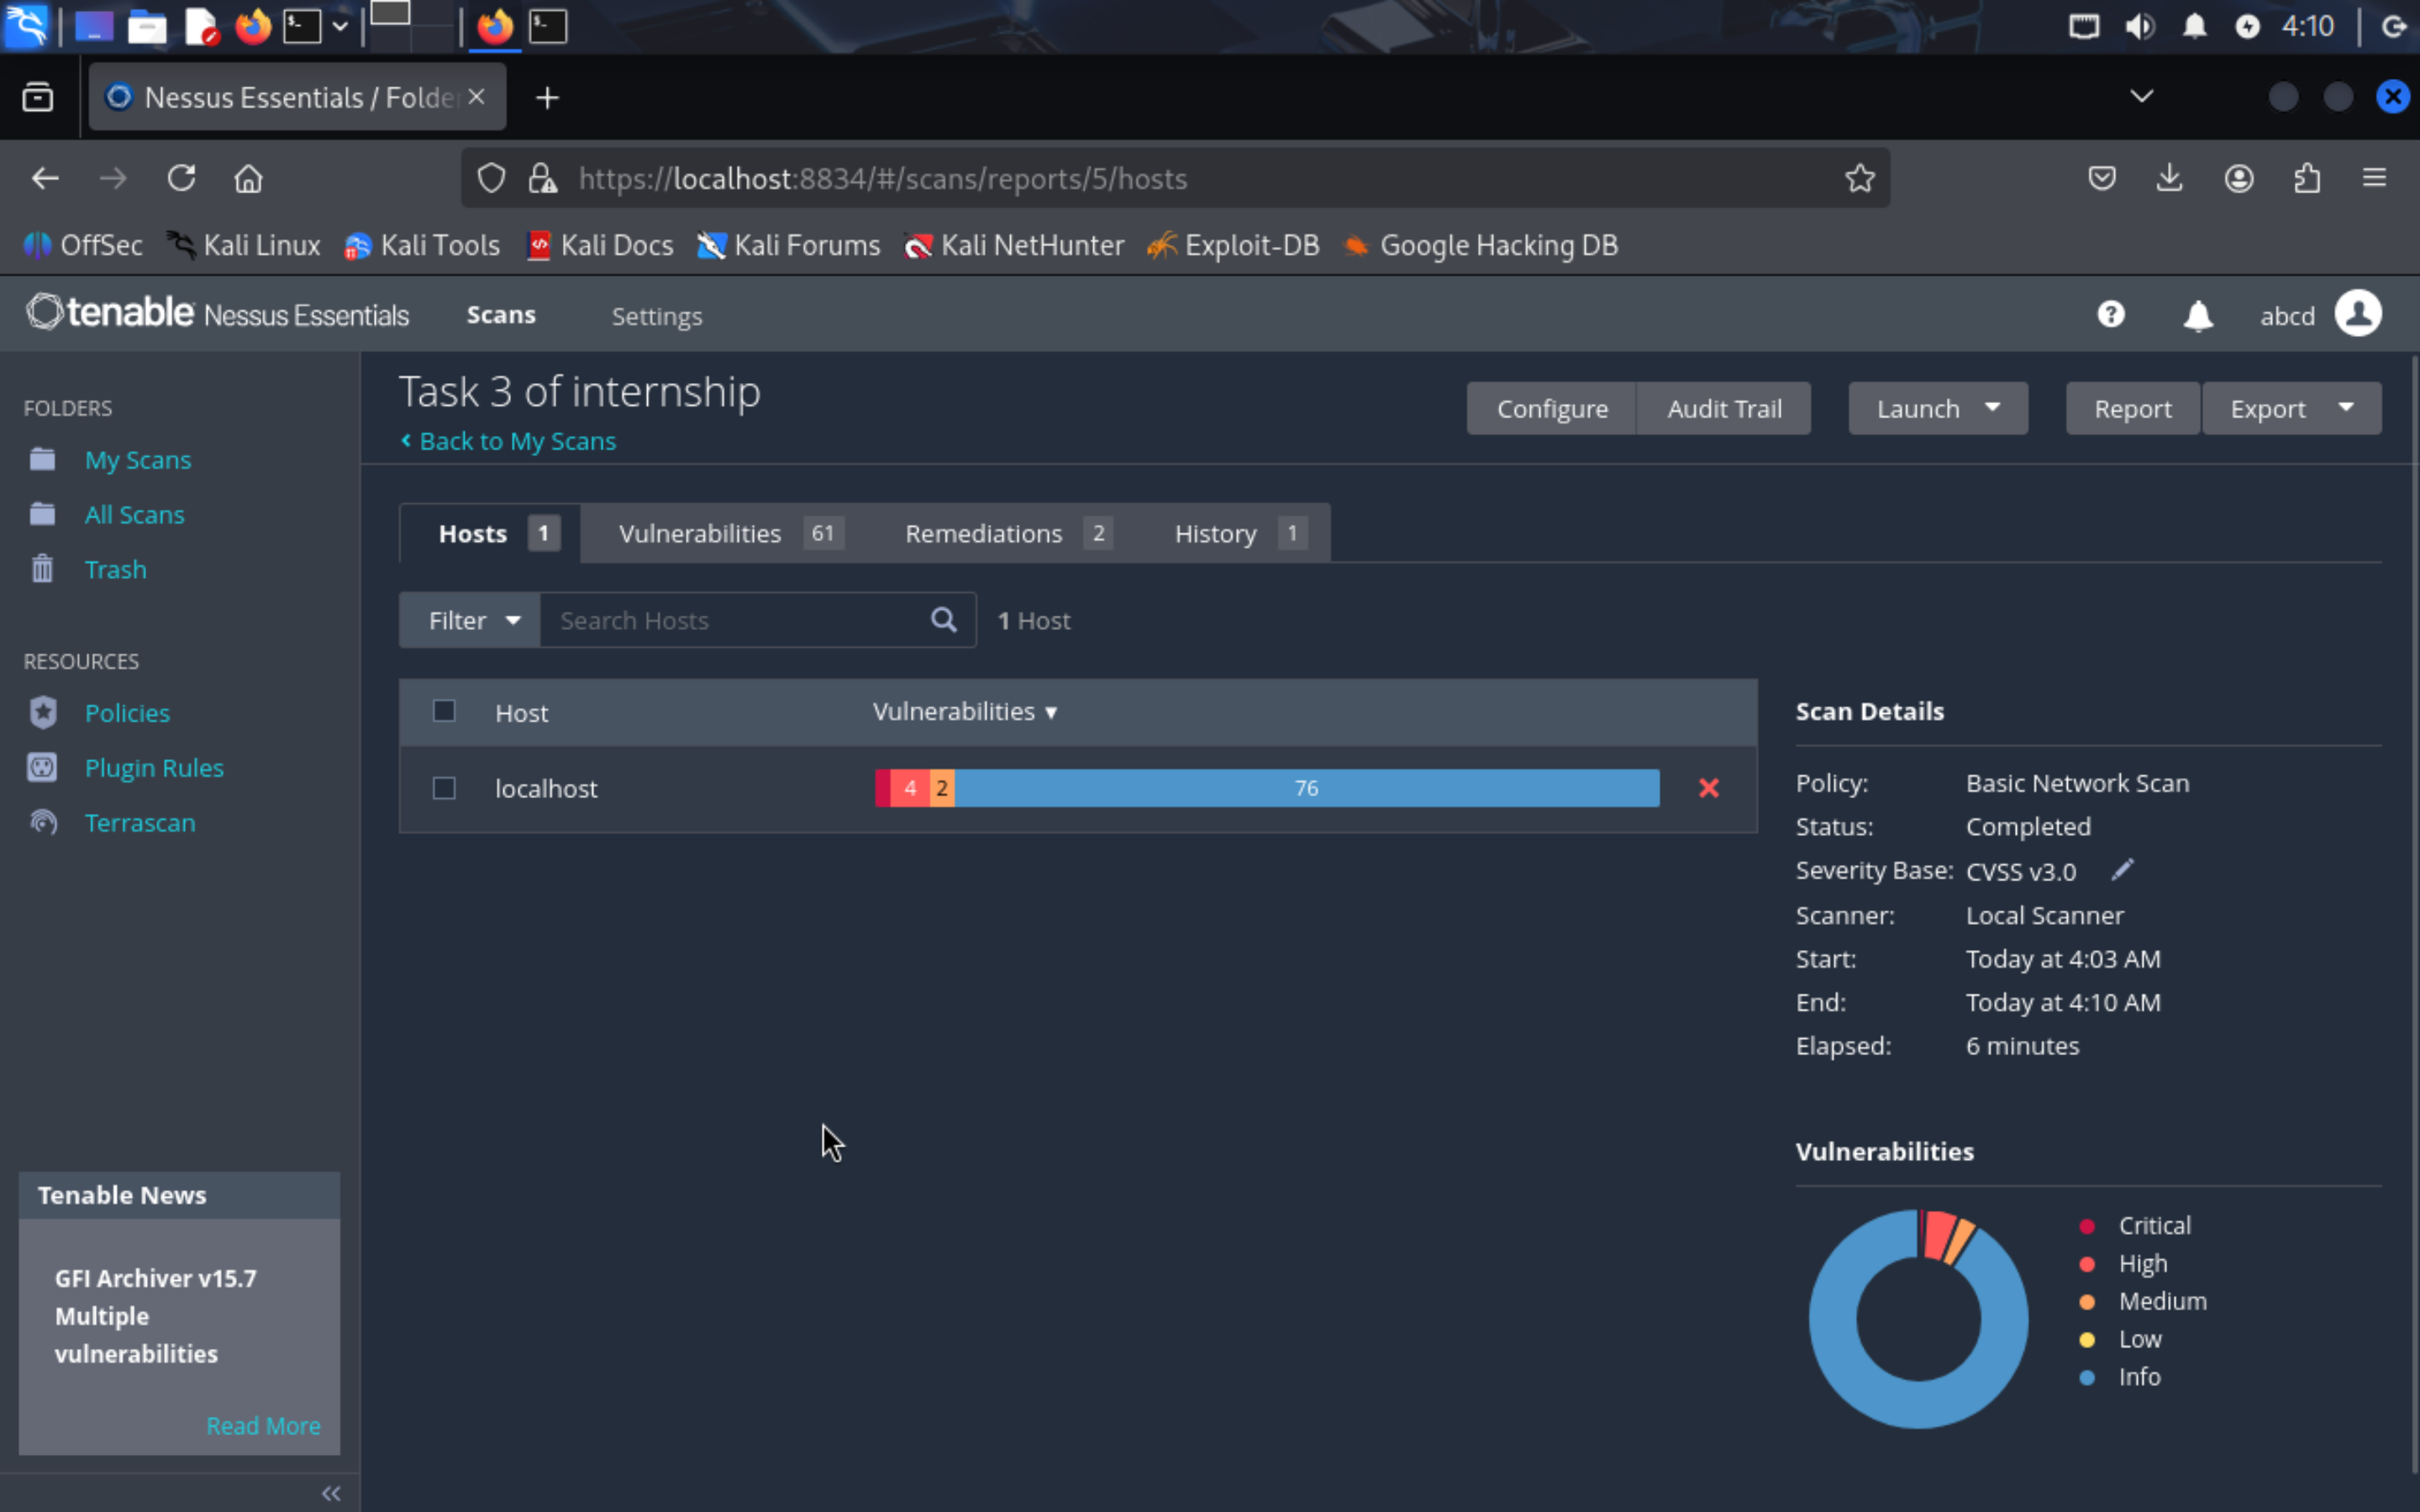 4:10
Nessus Essentials / Folde
https://localhost:8834/#/scans/reports/5/hosts
OffSec Kali Linux Kali Tools Kali Docs Kali Forums Kali NetHunter Exploit-DB Google Hacking DB
tenable Nessus Essentials Scans Settings abcd
FOLDERS
My Scans
All Scans
Trash
RESOURCES
Policies
Plugin Rules
Terrascan
Tenable News
GFI Archiver v15.7
Multiple
vulnerabilities
Read More
Task 3 of internship
Back to My Scans
Configure Audit Trail Launch Report Export
Hosts 1 Vulnerabilities 61 Remediations 2 History 1
Filter Search Hosts 1 Host
Host Vulnerabilities
localhost 4 2 76
Scan Details
Policy: Basic Network Scan
Status: Completed
Severity Base: CVSS v3.0
Scanner: Local Scanner
Start: Today at 4:03 AM
End: Today at 4:10 AM
Elapsed: 6 minutes
Vulnerabilities
Critical
High
Medium
Low
Info